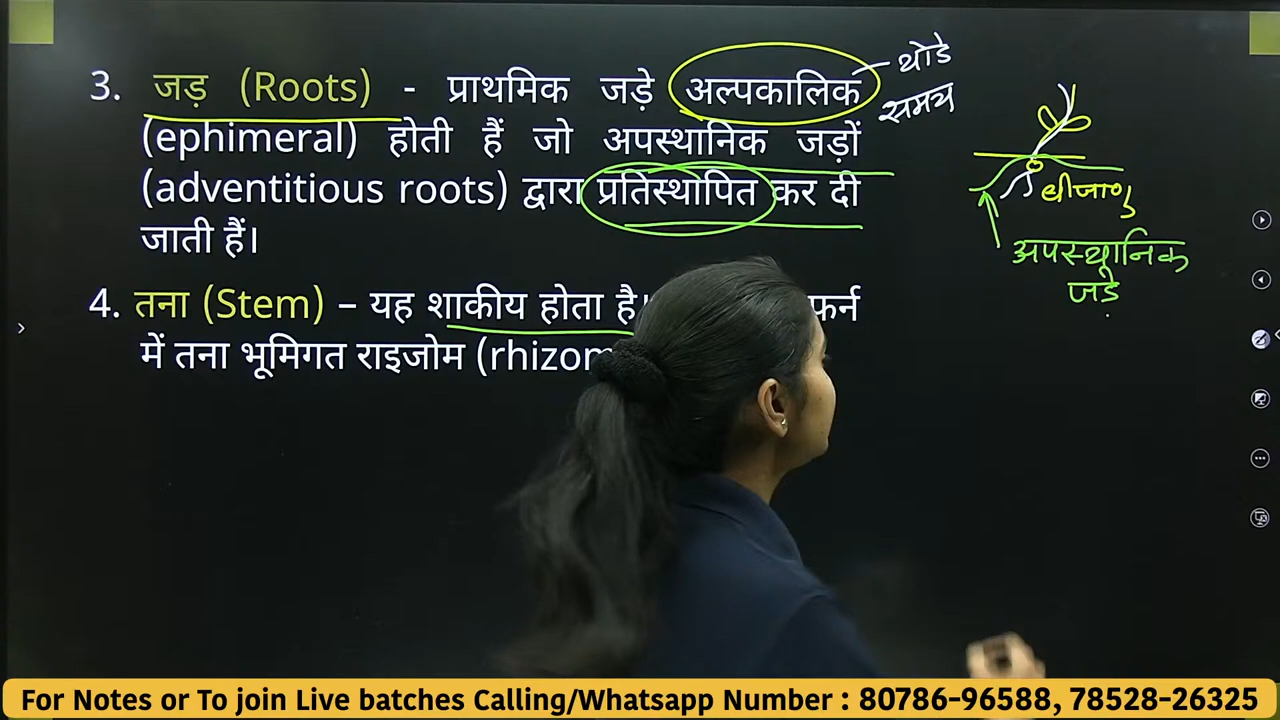 3. जड़ (Roots) - प्राथमिक जड़े अल्पकालिक
(ephimeral) होती हैं जो अपस्थानिक जड़ों
(adventitious roots) द्वारा प्रतिस्थापित कर दी
जाती हैं।
थोडे
समय
बीजाणु
अपस्थानिक
जड़े
4. तना (Stem) – यह शाकीय होता है। फर्न
में तना भूमिगत राइजोम (rhizom
For Notes or To join Live batches Calling/Whatsapp Number : 80786-96588, 78528-26325